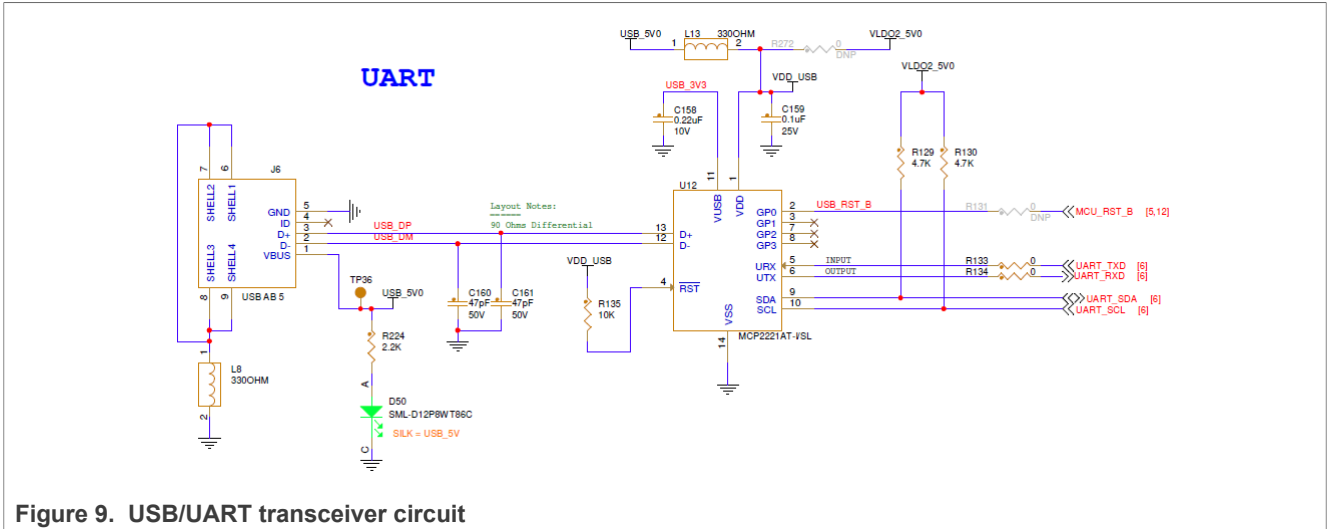 UART
USB_5V0
L13
330OHM
1
2
R272
0
DNP
VLDO2_5V0
VLDO2_5V0
VDD_USB
USB_3V3
C158
0.22uF
10V
C159
0.1uF
25V
R129
4.7K
R130
4.7K
J6
7
6
SHELL2
SHELL1
SHELL3
SHELL4
8
9
USB AB 5
GND
5
ID
4
D+
3
D-
2
VBUS
1
USB_DP
USB_DM
Layout Notes:
90 Ohms Differential
TP36
USB_5V0
R224
2.2K
A
D50
SML-D12P8WT86C
SILK = USB_5V
C
1
L8
330OHM
2
C160
47pF
50V
C161
47pF
50V
VDD_USB
R135
10K
U12
11
1
VUSB
VDD
13
D+
12
D-
4
RST
VSS
14
MCP2221AT-I/SL
GP0
2
GP1
3
GP2
7
GP3
8
URX
5
UTX
6
SDA
9
SCL
10
USB_RST_B
R131
0
DNP
MCU_RST_B [5,12]
INPUT
R133
0
UART_TXD [6]
OUTPUT
R134
0
UART_RXD [6]
UART_SDA [6]
UART_SCL [6]
Figure 9. USB/UART transceiver circuit